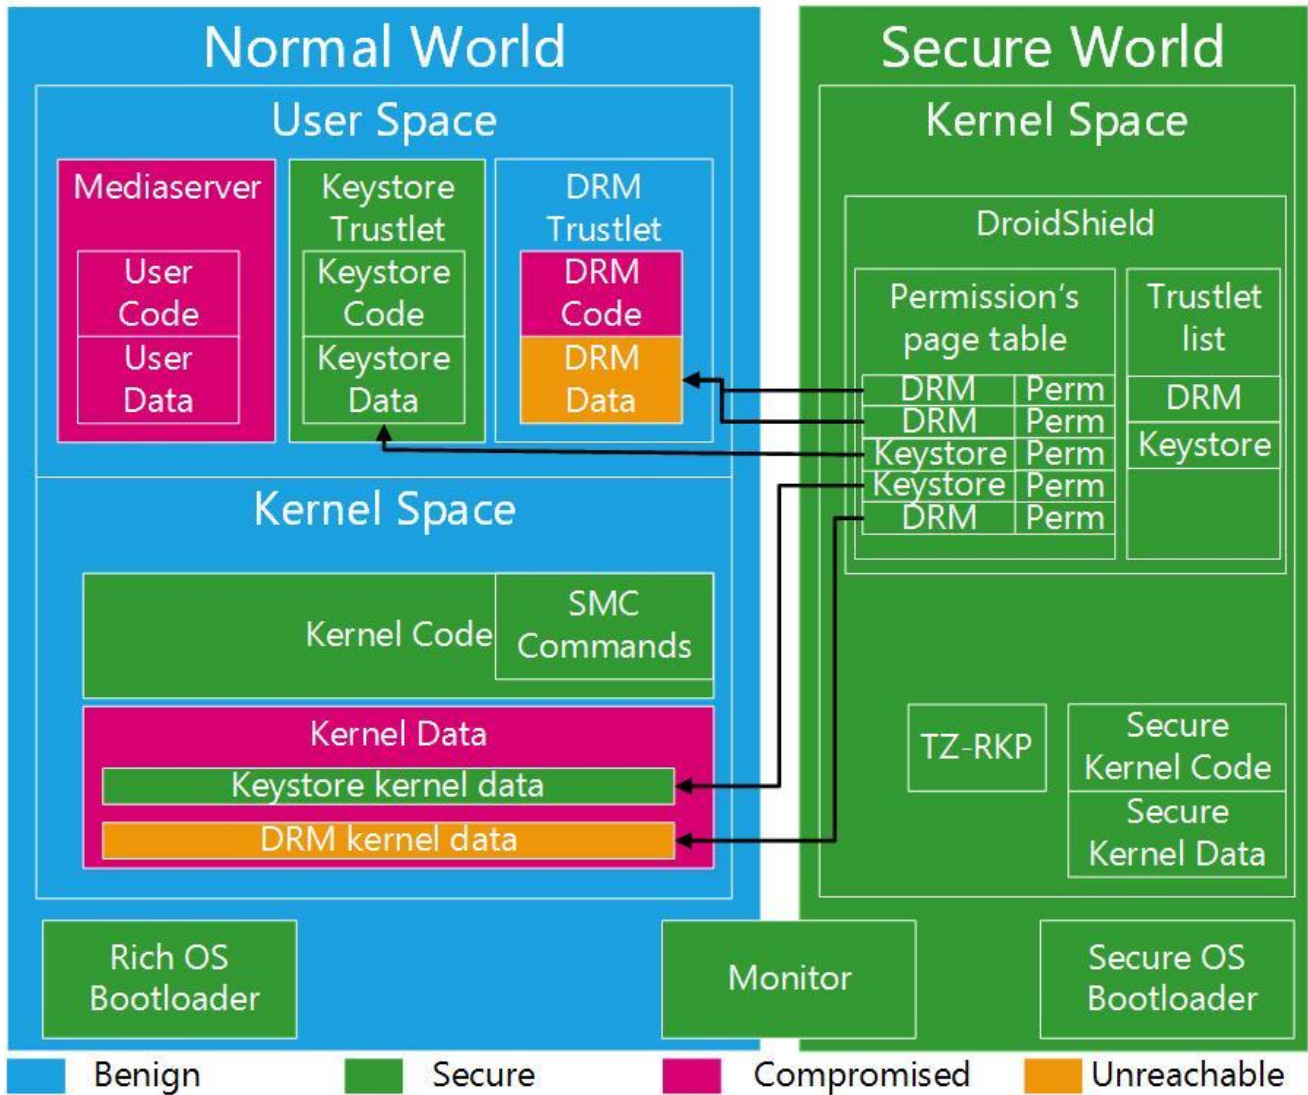 Normal World
User Space
Mediaserver
User
Code
User
Data
Keystore
Trustlet
Keystore
Code
Keystore
Data
DRM
Trustlet
DRM
Code
DRM
Data
Kernel Space
Kernel Code
SMC
Commands
Kernel Data
Keystore kernel data
DRM kernel data
Rich OS
Bootloader
Monitor
Secure World
Kernel Space
DroidShield
Permission's
page table
DRM Perm
DRM Perm
Keystore Perm
Keystore Perm
DRM Perm
Trustlet
list
DRM
Keystore
TZ-RKP
Secure
Kernel Code
Secure
Kernel Data
Secure OS
Bootloader
Benign Secure Compromised Unreachable